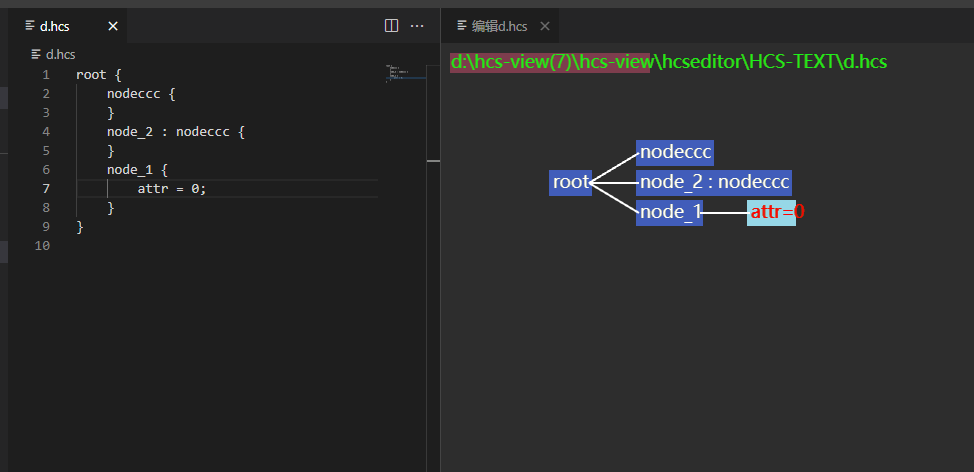 d.hcs
编辑d.hcs
d.hcs
1 root {
2 nodeccc {
3 }
4 node_2 : nodeccc {
5 }
6 node_1 {
7 attr = 0;
8 }
9 }
10
d:\hcs-view(7)\hcs-view\hcseditor\HCS-TEXT\d.hcs
nodeccc
root
node_2 : nodeccc
node_1
attr=0